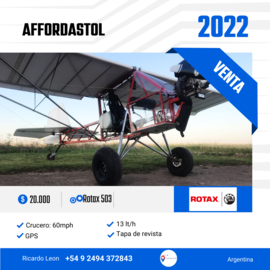 AFFORDASTOL
2022
VENTA
$ 20.000
Rotax 503
ROTAX
Crucero: 60mph
13 lt/h
GPS
Tapa de revista
Ricardo Leon
+54 9 2494 372843
Argentina